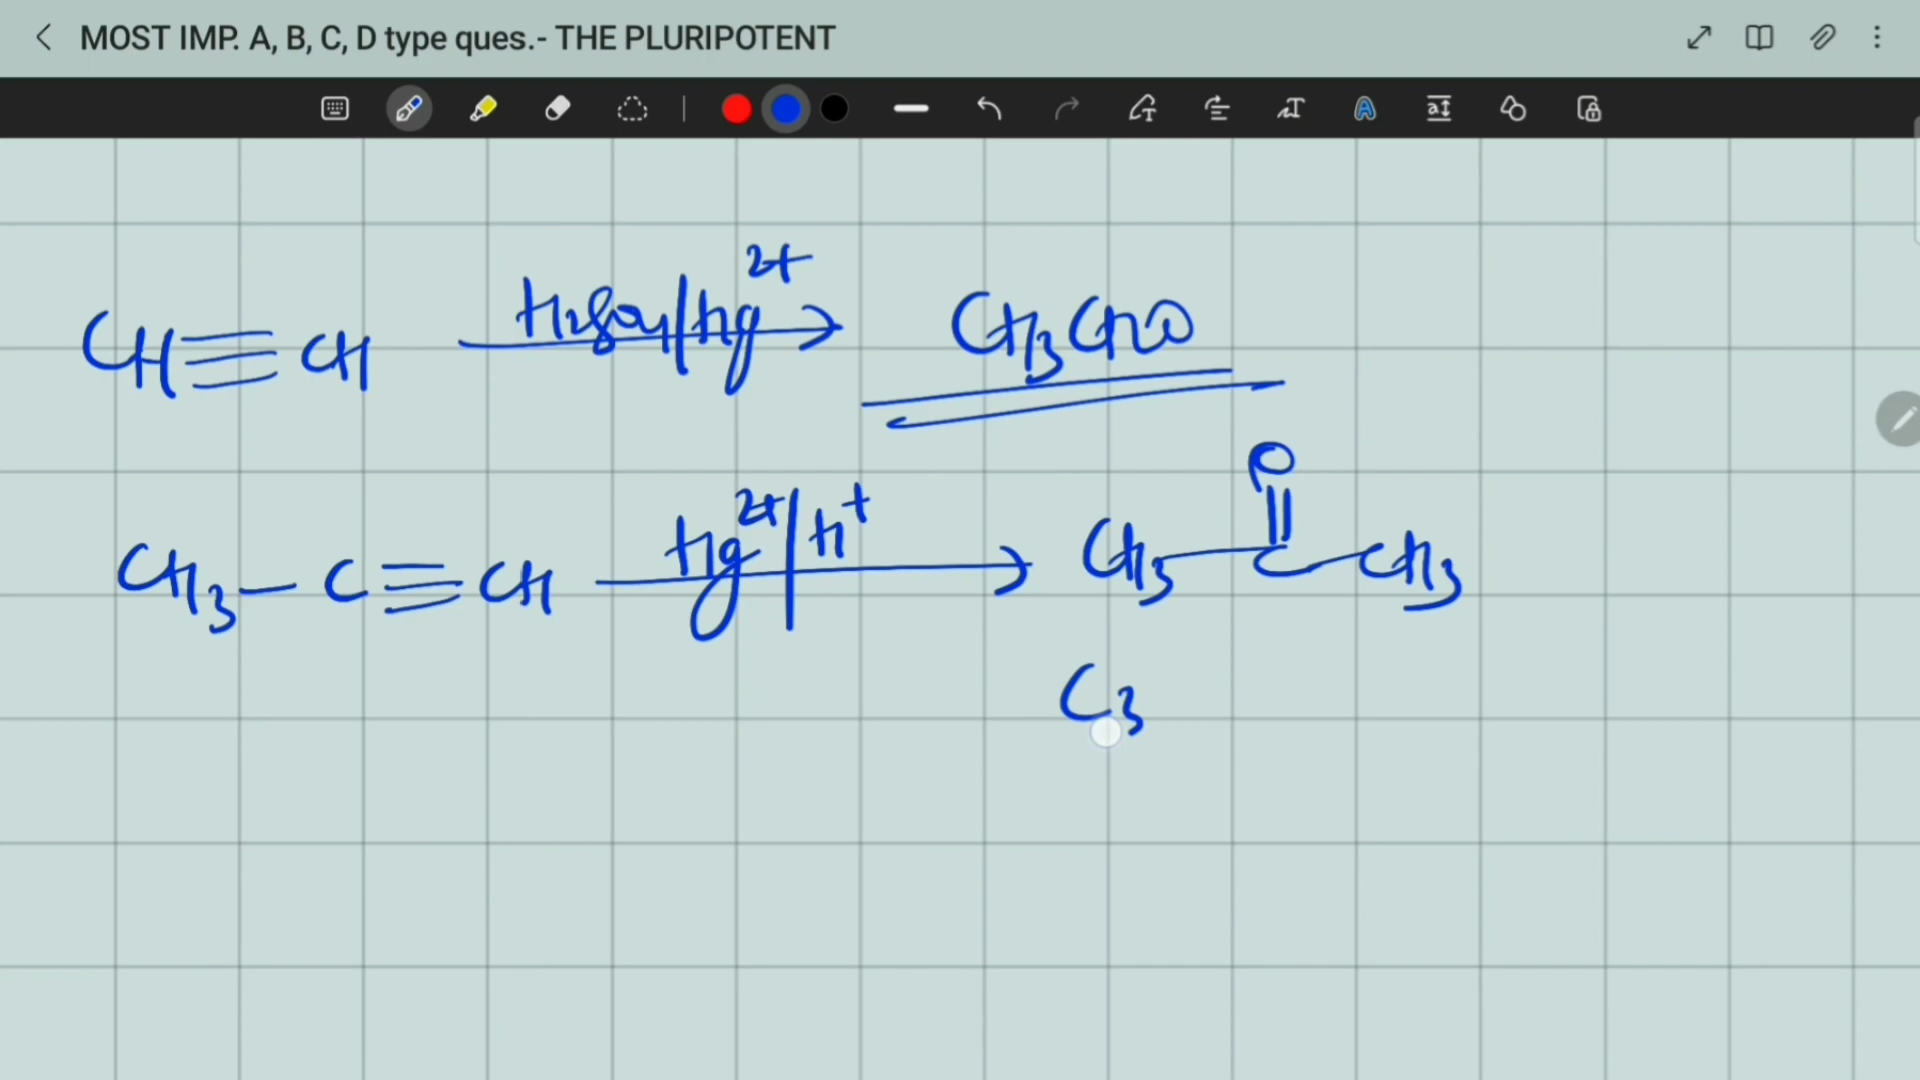 MOST IMP. A, B, C, D type ques.- THE PLURIPOTENT
CH≡CH H₂SO₄/Hg²⁺ → CH₃CHO
CH₃-C≡CH Hg²⁺/H⁺ → CH₃-C(=O)-CH₃
C₃